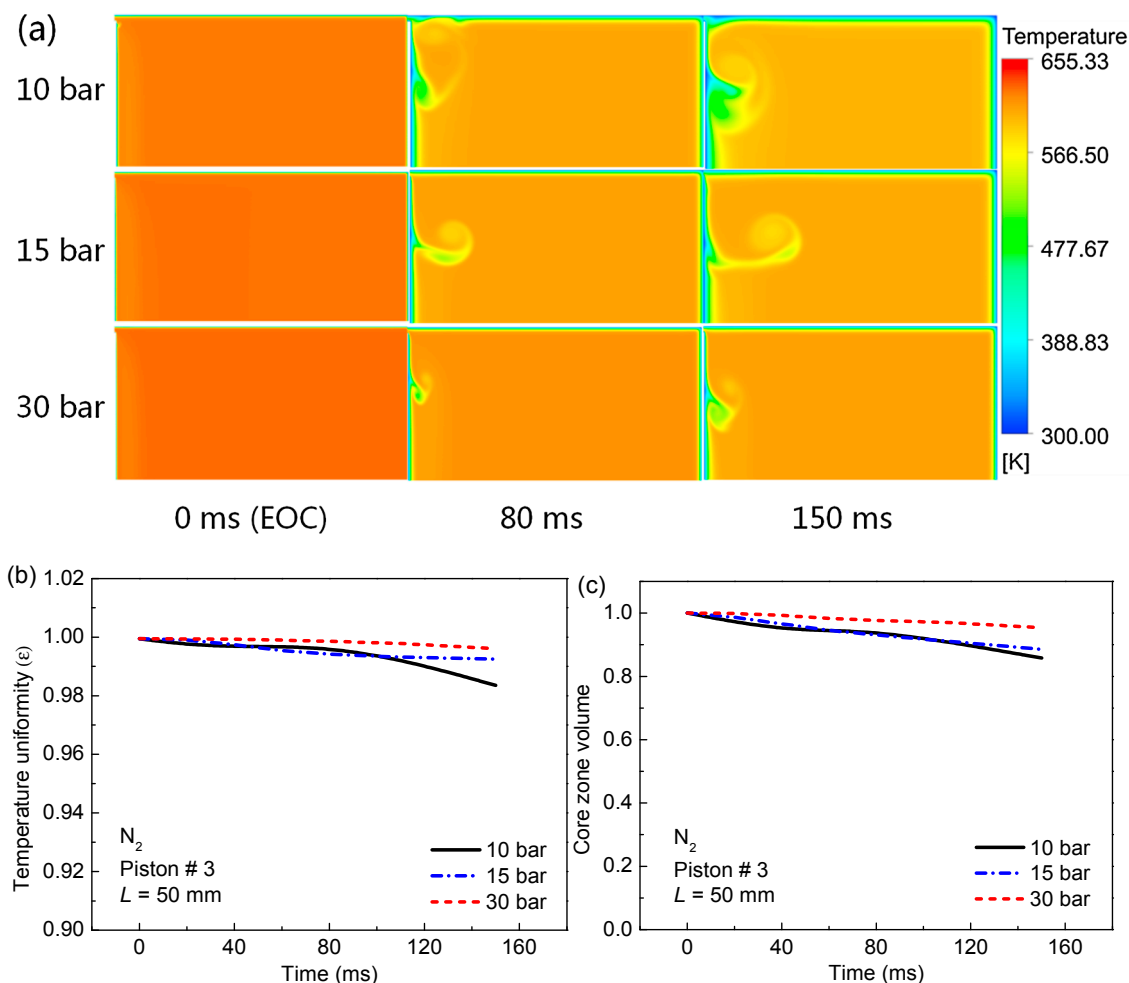 (a)
Temperature
10 bar
655.33
566.50
15 bar
477.67
388.83
30 bar
300.00
[K]
0 ms (EOC) 80 ms 150 ms
(b)
Temperature uniformity (ε)
1.02
1.00
0.98
0.96
0.94
0.92
0.90
N2
Piston # 3
L = 50 mm
10 bar
15 bar
30 bar
0 40 80 120 160
Time (ms)
(c)
Core zone volume
1.0
0.8
0.6
0.4
0.2
0.0
N2
Piston # 3
L = 50 mm
10 bar
15 bar
30 bar
0 40 80 120 160
Time (ms)